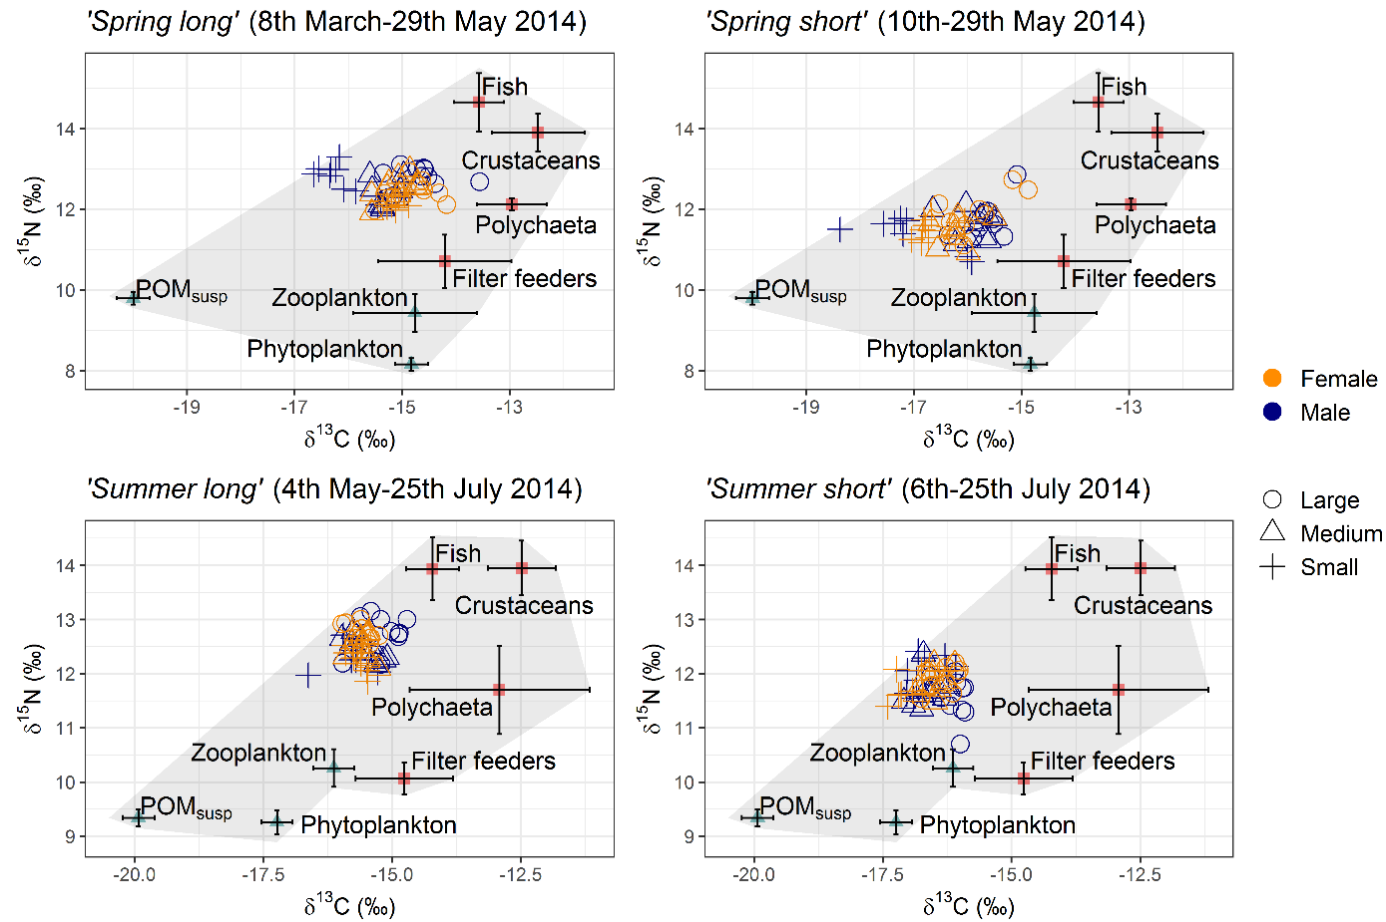 'Spring long' (8th March-29th May 2014)
Fish
Crustaceans
Polychaeta
Filter feeders
Zooplankton
POMsusp
Phytoplankton
14
12
10
8
-19
-17
-15
-13
δ15N (‰)
δ13C (‰)
'Spring short' (10th-29th May 2014)
Fish
Crustaceans
Polychaeta
Filter feeders
Zooplankton
POMsusp
Phytoplankton
14
12
10
8
-19
-17
-15
-13
δ15N (‰)
δ13C (‰)
Female
Male
Large
Medium
Small
'Summer long' (4th May-25th July 2014)
Fish
Crustaceans
Polychaeta
Zooplankton
Filter feeders
POMsusp
Phytoplankton
14
13
12
11
10
9
-20.0
-17.5
-15.0
-12.5
δ15N (‰)
δ13C (‰)
'Summer short' (6th-25th July 2014)
Fish
Crustaceans
Polychaeta
Zooplankton
Filter feeders
POMsusp
Phytoplankton
14
13
12
11
10
9
-20.0
-17.5
-15.0
-12.5
δ15N (‰)
δ13C (‰)